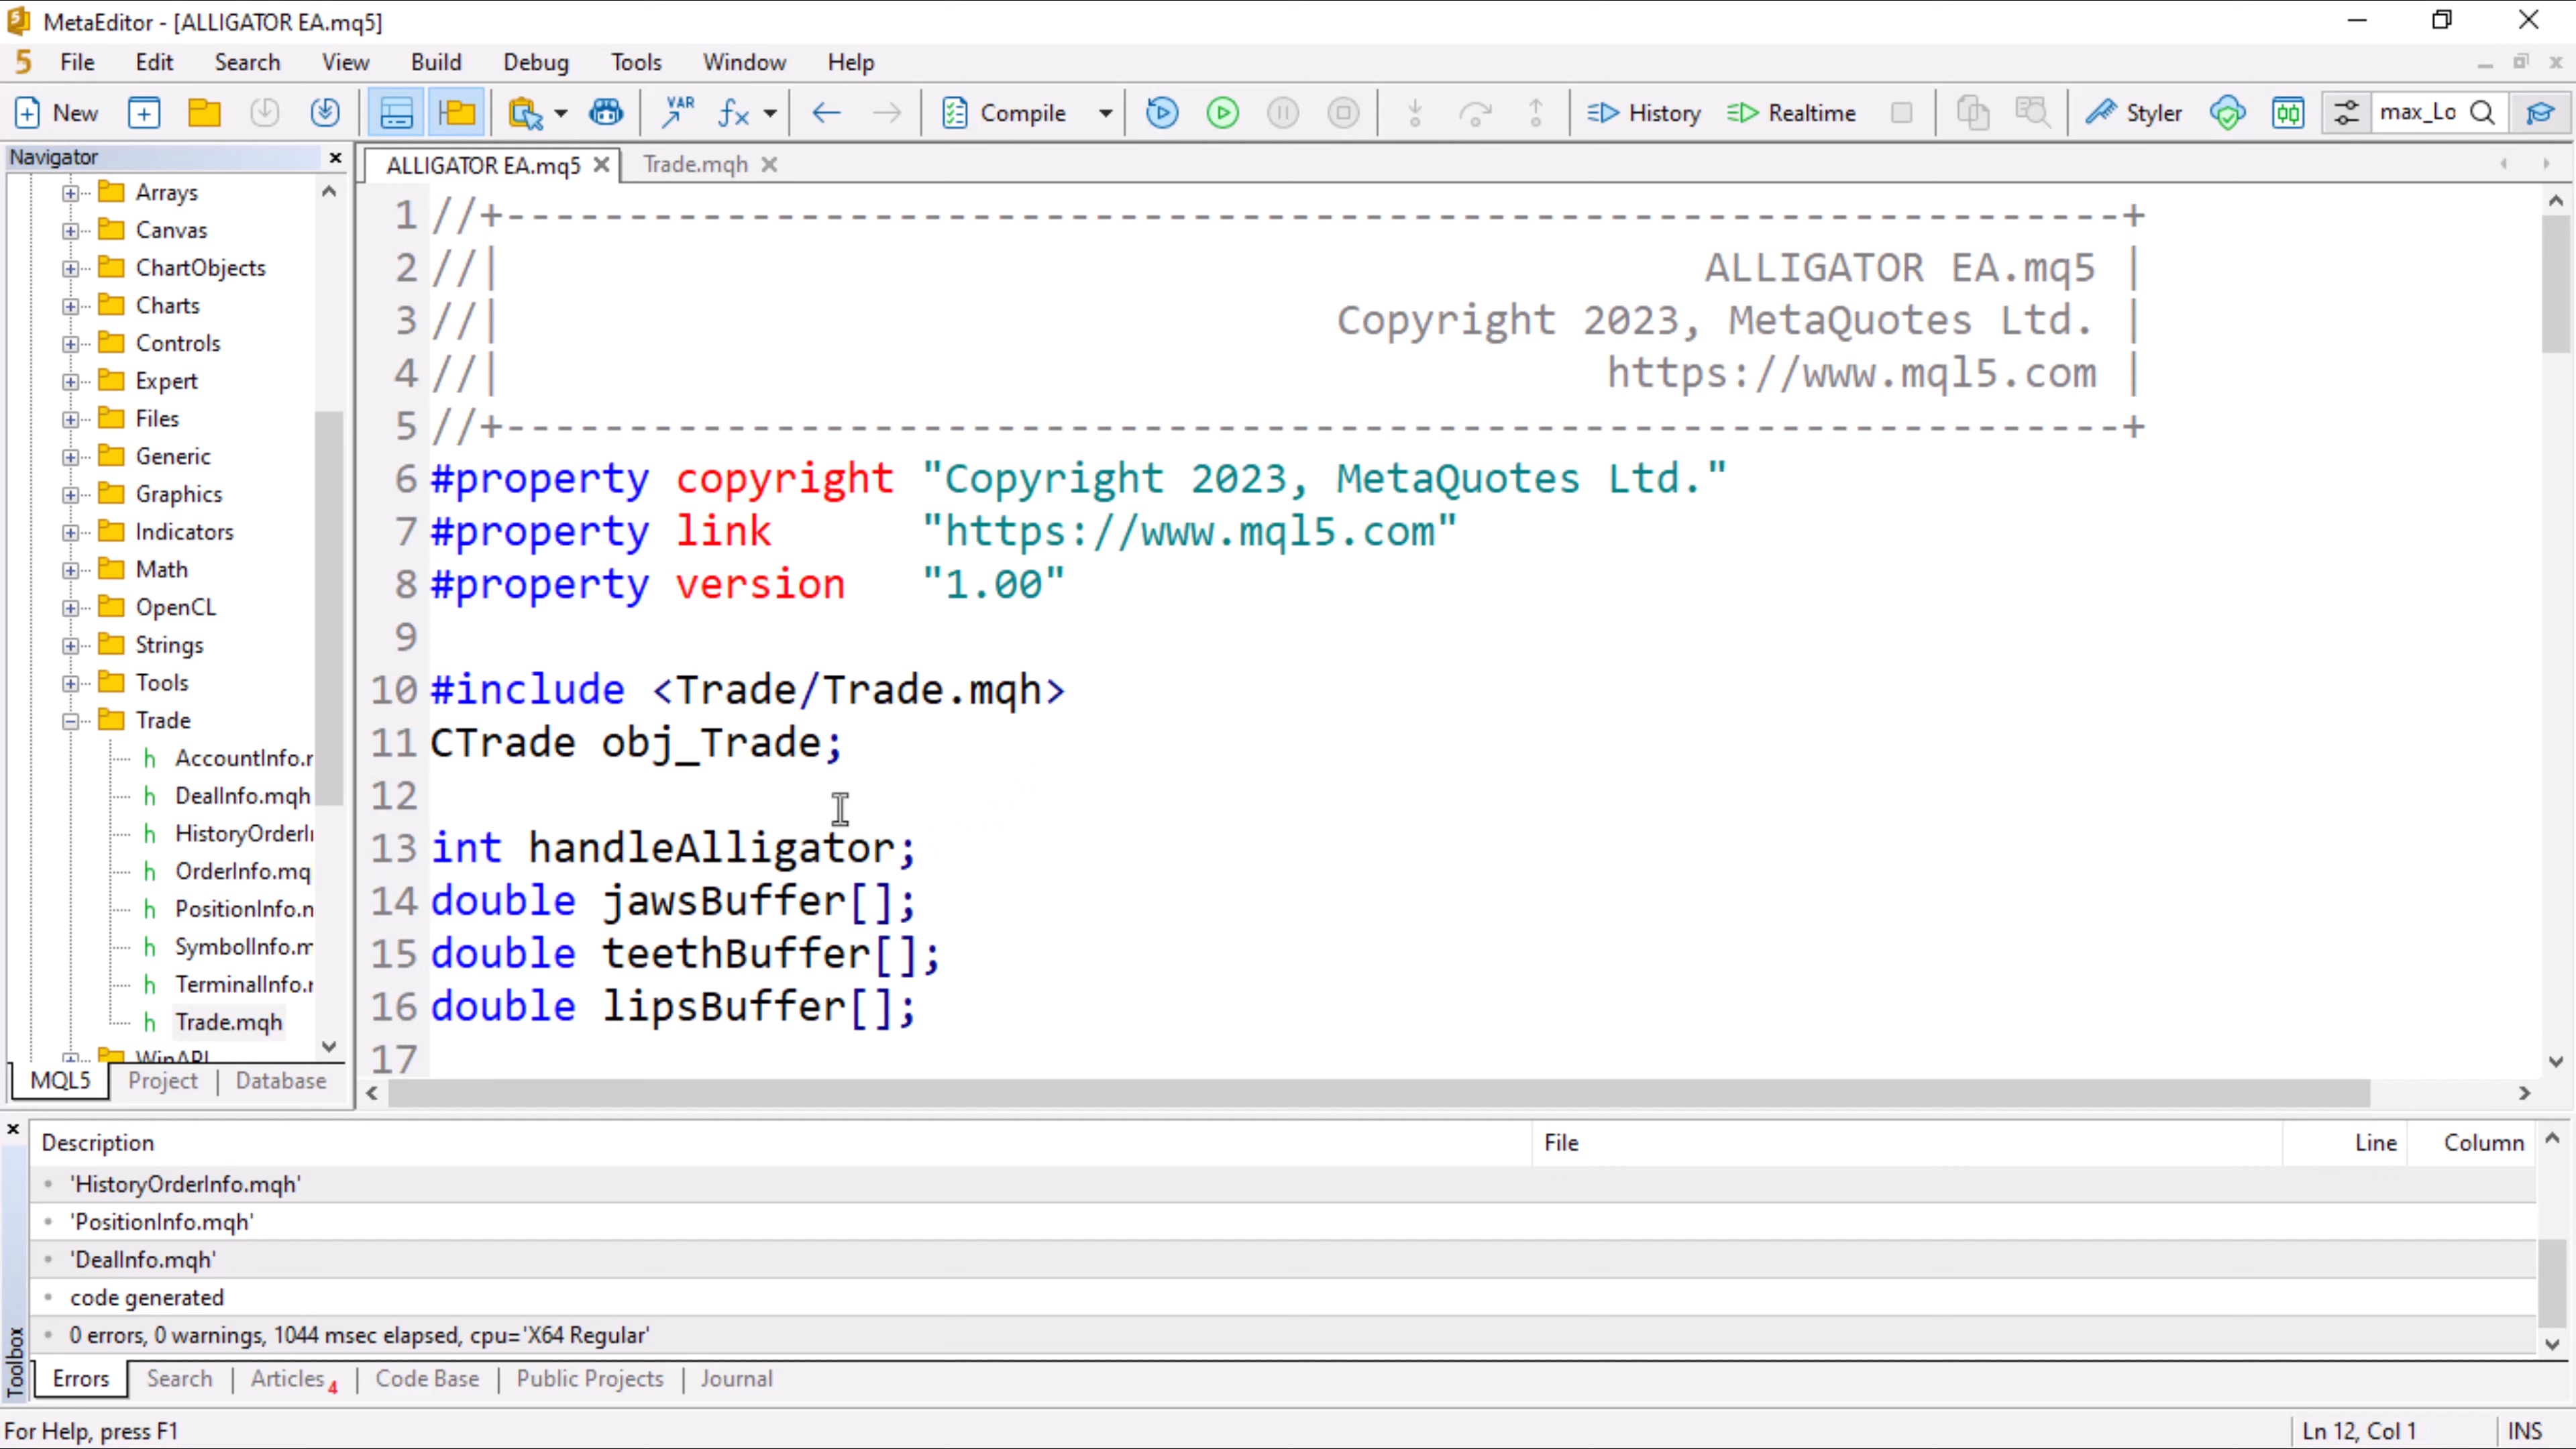 MetaEditor - [ALLIGATOR EA.mq5]
5 File Edit Search View Build Debug Tools Window Help
New VAR fx Compile History Realtime Styler max_Lo
Navigator
Arrays
Canvas
ChartObjects
Charts
Controls
Expert
Files
Generic
Graphics
Indicators
Math
OpenCL
Strings
Tools
Trade
h AccountInfo.r
h DealInfo.mqh
h HistoryOrderI
h OrderInfo.mq
h PositionInfo.n
h SymbolInfo.m
h TerminalInfo.r
h Trade.mqh
WinAPI
MQL5 Project | Database
ALLIGATOR EA.mq5 Trade.mqh
1 //+------------------------------------------------------------------+
2 //| ALLIGATOR EA.mq5 |
3 //| Copyright 2023, MetaQuotes Ltd. |
4 //| https://www.mql5.com |
5 //+------------------------------------------------------------------+
6 #property copyright "Copyright 2023, MetaQuotes Ltd."
7 #property link "https://www.mql5.com"
8 #property version "1.00"
9
10 #include <Trade/Trade.mqh>
11 CTrade obj_Trade;
12
13 int handleAlligator;
14 double jawsBuffer[];
15 double teethBuffer[];
16 double lipsBuffer[];
17
Description File Line Column
'HistoryOrderInfo.mqh'
'PositionInfo.mqh'
'DealInfo.mqh'
code generated
0 errors, 0 warnings, 1044 msec elapsed, cpu='X64 Regular'
Toolbox
Errors Search | Articles 4 | Code Base | Public Projects | Journal
For Help, press F1 Ln 12, Col 1 INS